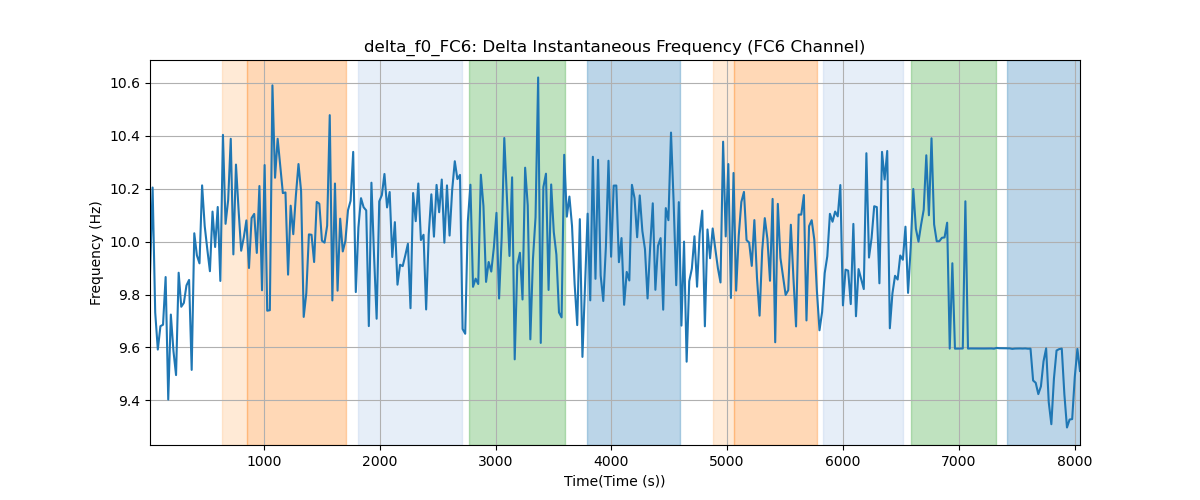 delta_f0_FC6: Delta Instantaneous Frequency (FC6 Channel)
Frequency (Hz)
10.6
10.4
10.2
10.0
9.8
9.6
9.4
1000 2000 3000 4000 5000 6000 7000 8000
Time(Time (s))